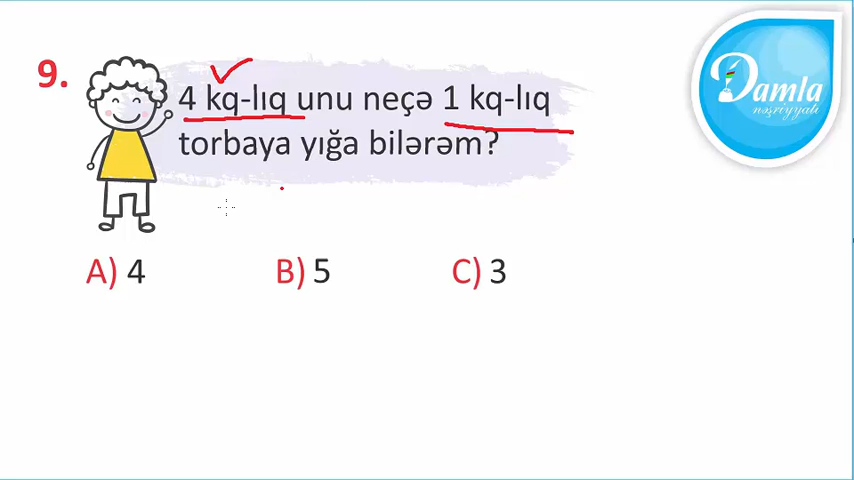 9.
4 kq-lıq unu neçə 1 kq-lıq
torbaya yığa bilərəm?
A) 4 B) 5 C) 3
Damla
nəşriyyatı